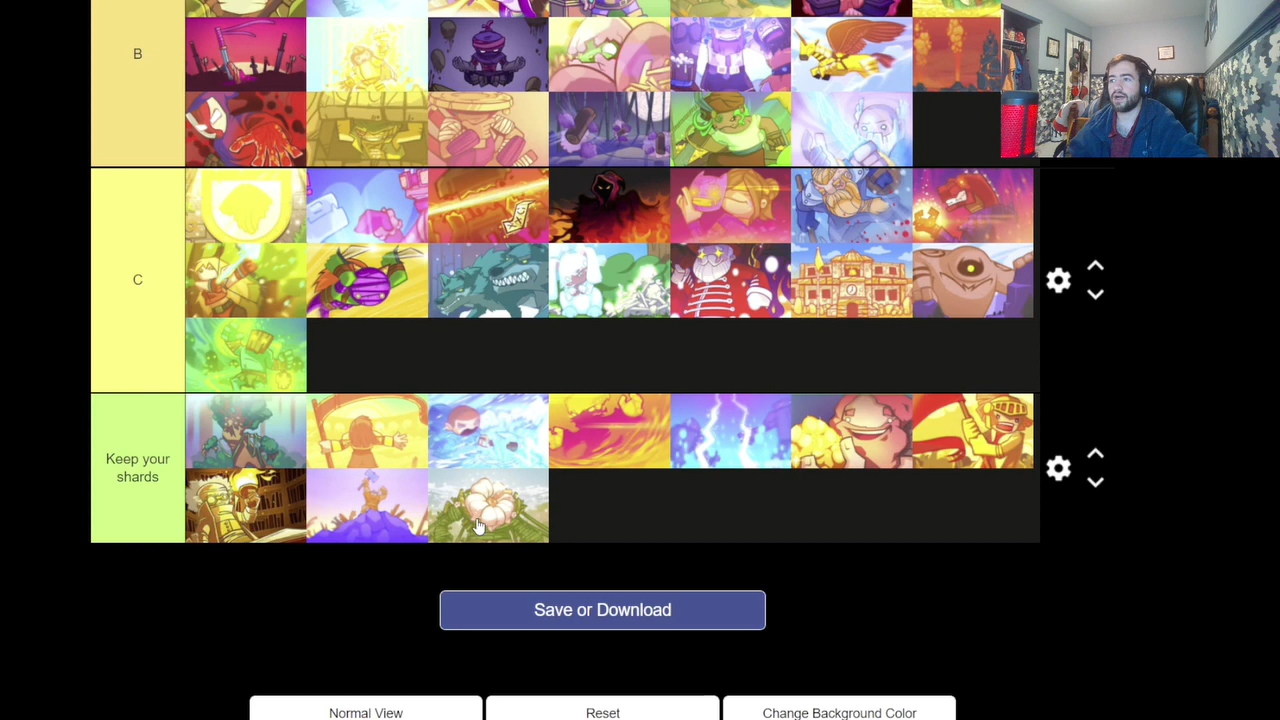 B
C
Keep your
shards
Save or Download
Normal View
Reset
Change Background Color